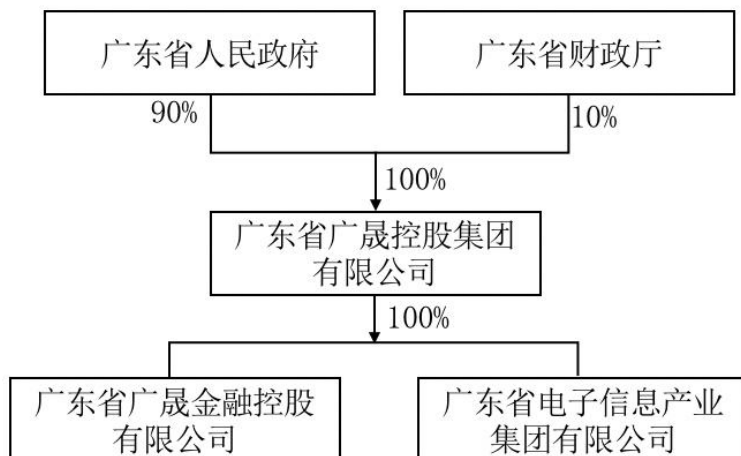 广东省人民政府
广东省财政厅
90%
10%
100%
广东省广晟控股集团
有限公司
100%
广东省广晟金融控股
有限公司
广东省电子信息产业
集团有限公司